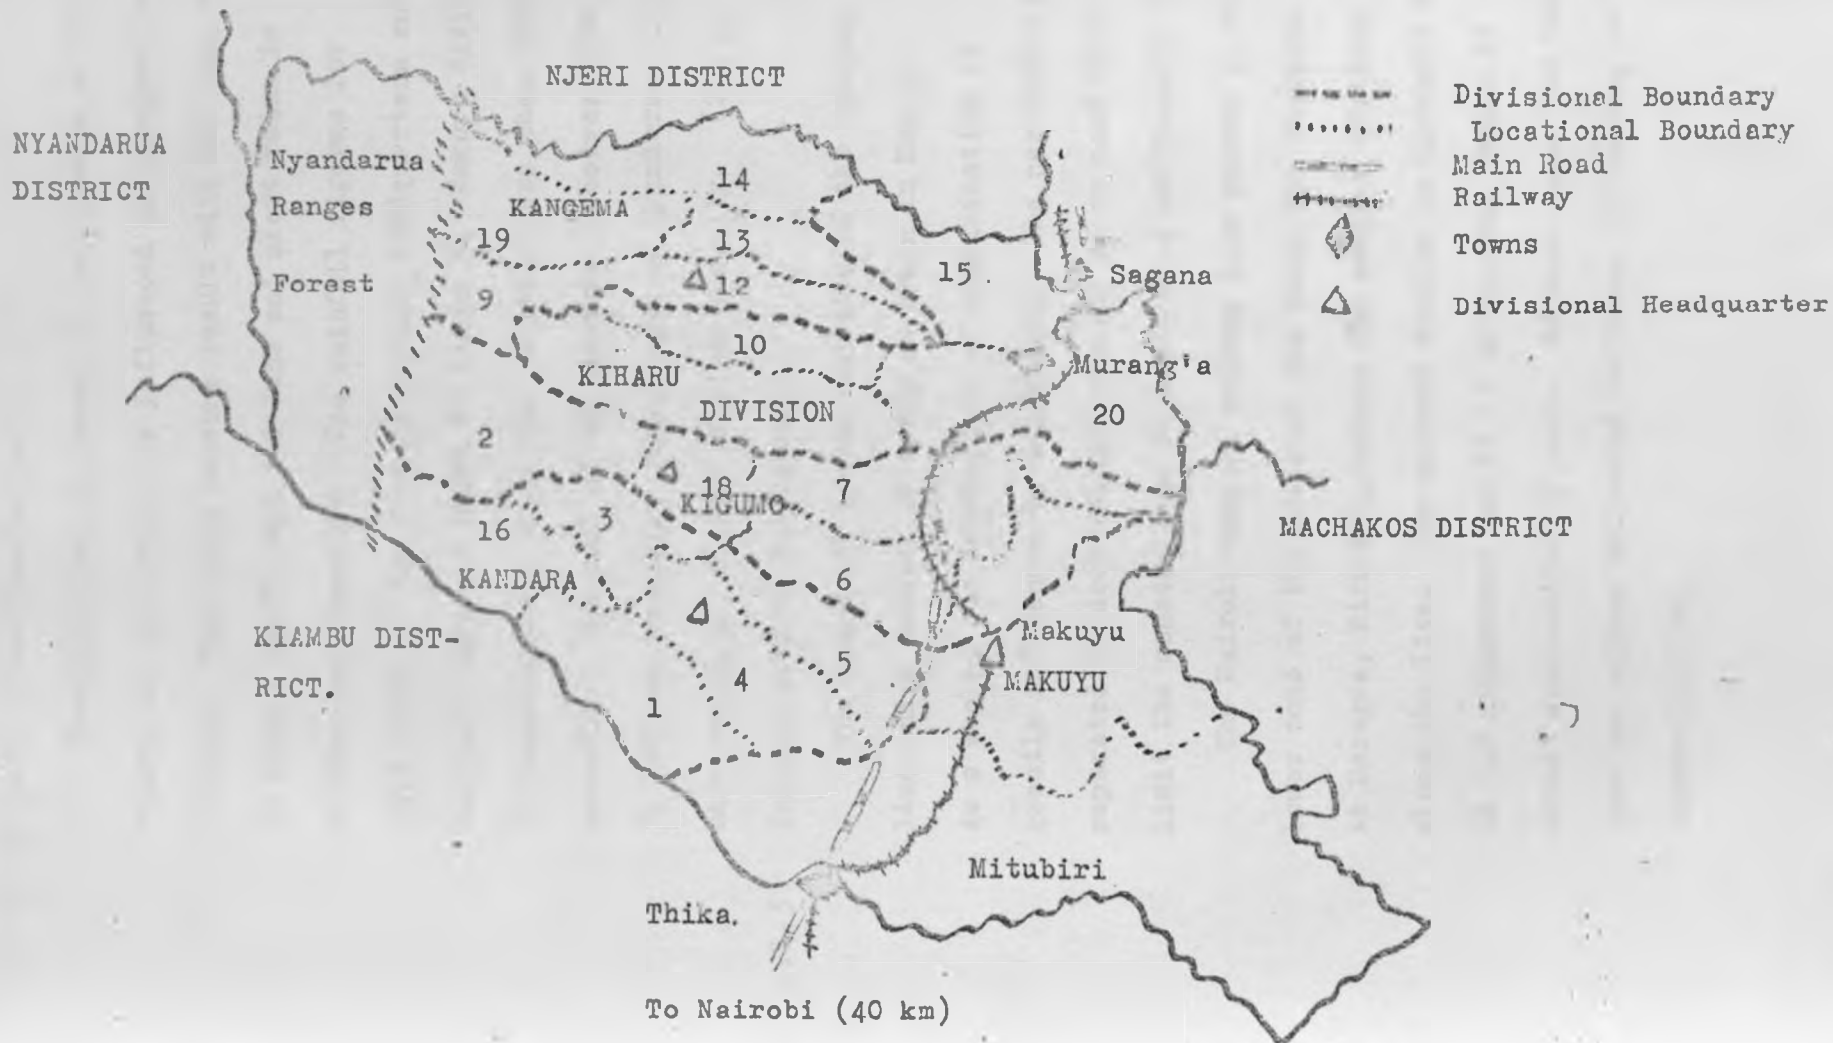 NJERI DISTRICT
NYANDARUA
DISTRICT
Nyandarua
Ranges
Forest
Divisional Boundary
Locational Boundary
Main Road
Railway
Towns
Divisional Headquarter
14
KANGEMA
19
13
15
Sagana
9
12
10
Murang'a
KIHARU
DIVISION
20
2
18
7
KIGUMO
3
16
MACHAKOS DISTRICT
KANDARA
6
KIAMBU DIST-
RICT.
Makuyu
5
4
MAKUYU
1
Mitubiri
Thika.
To Nairobi (40 km)